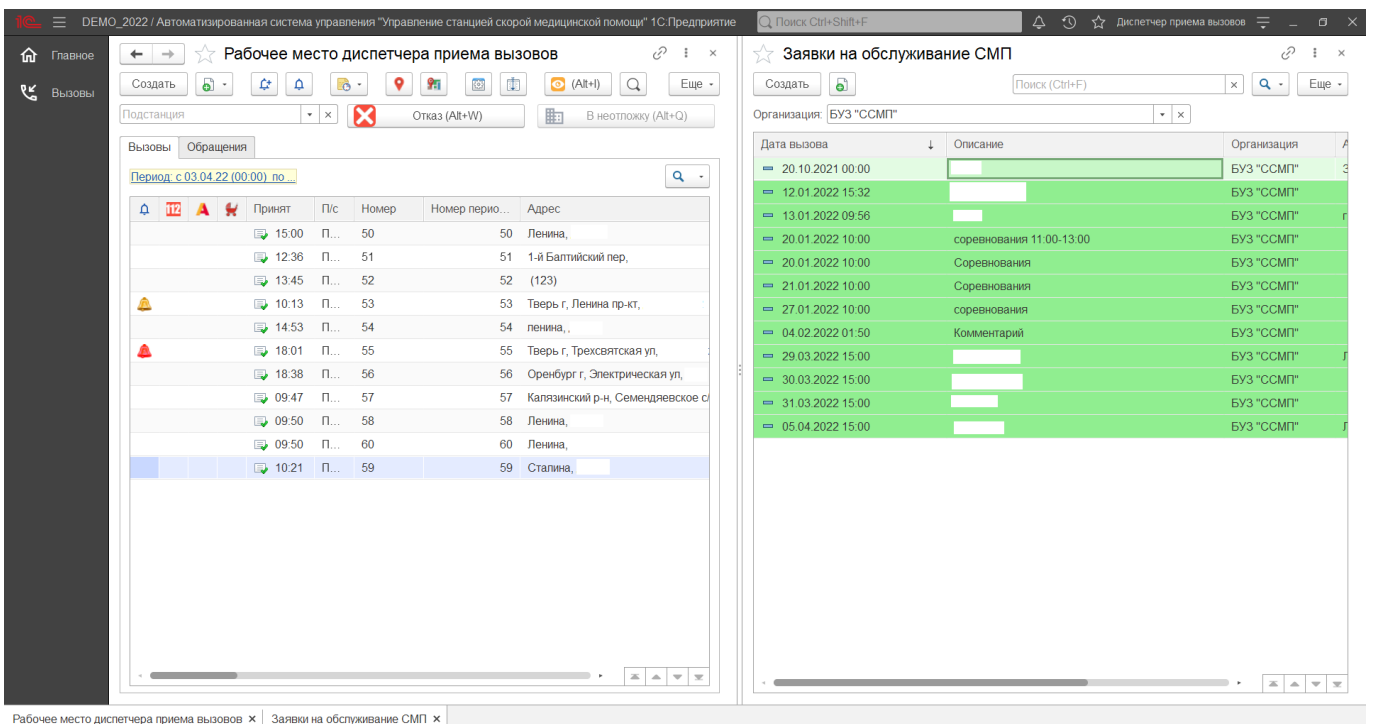 1С DEMO_2022 / Автоматизированная система управления "Управление станцией скорой медицинской помощи" 1С:Предприятие Поиск Ctrl+Shift+F Диспетчер приема вызовов
Главное
Вызовы
Рабочее место диспетчера приема вызовов
Создать (Alt+I) Еще
Подстанция Отказ (Alt+W) В неотложку (Alt+Q)
Вызовы Обращения
Период: с 03.04.22 (00:00) по ...
112 Принят П/с Номер Номер перио... Адрес
15:00 П... 50 50 Ленина,
12:36 П... 51 51 1-й Балтийский пер,
13:45 П... 52 52 (123)
10:13 П... 53 53 Тверь г, Ленина пр-кт,
14:53 П... 54 54 ленина, ,
18:01 П... 55 55 Тверь г, Трехсвятская ул,
18:38 П... 56 56 Оренбург г, Электрическая ул,
09:47 П... 57 57 Калязинский р-н, Семендяевское с/
09:50 П... 58 58 Ленина,
09:50 П... 60 60 Ленина,
10:21 П... 59 59 Сталина,
Заявки на обслуживание СМП
Создать Поиск (Ctrl+F) Еще
Организация: БУЗ "ССМП"
Дата вызова ↓ Описание Организация
20.10.2021 00:00 БУЗ "ССМП"
12.01.2022 15:32 БУЗ "ССМП"
13.01.2022 09:56 БУЗ "ССМП"
20.01.2022 10:00 соревнования 11:00-13:00 БУЗ "ССМП"
20.01.2022 10:00 Соревнования БУЗ "ССМП"
21.01.2022 10:00 Соревнования БУЗ "ССМП"
27.01.2022 10:00 соревнования БУЗ "ССМП"
04.02.2022 01:50 Комментарий БУЗ "ССМП"
29.03.2022 15:00 БУЗ "ССМП"
30.03.2022 15:00 БУЗ "ССМП"
31.03.2022 15:00 БУЗ "ССМП"
05.04.2022 15:00 БУЗ "ССМП"
Рабочее место диспетчера приема вызовов × Заявки на обслуживание СМП ×